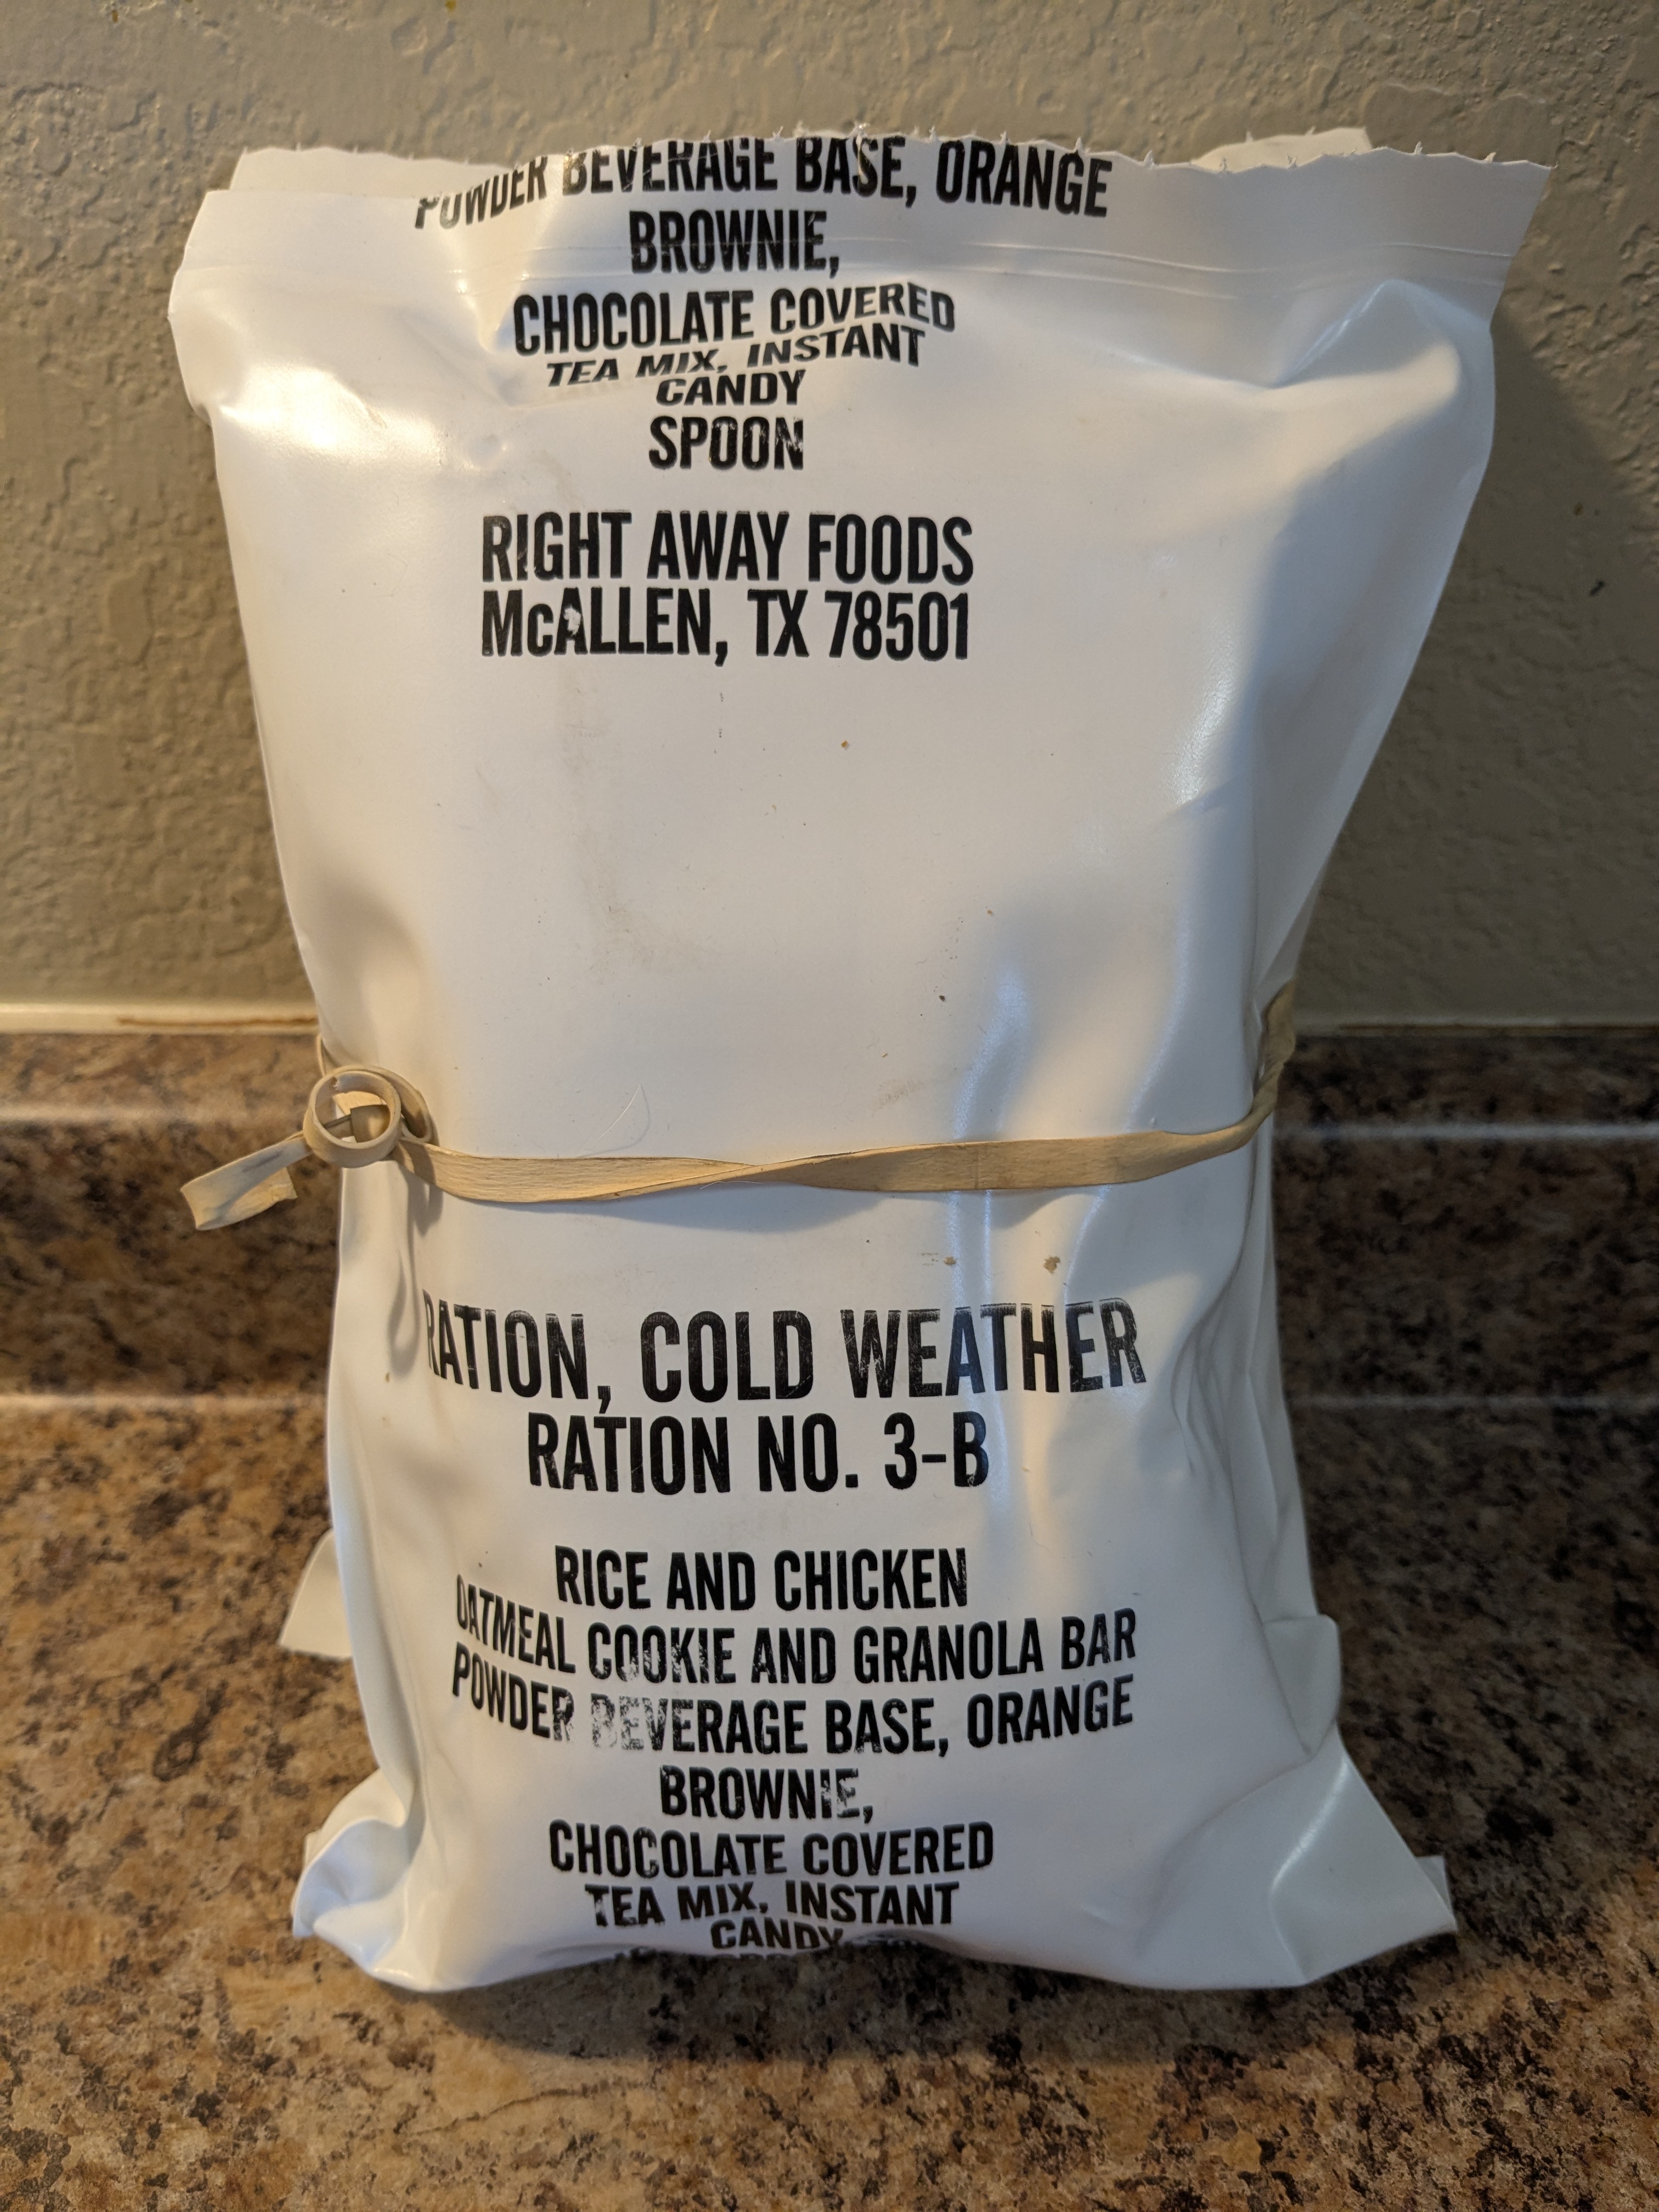 POWDER BEVERAGE BASE, ORANGE
BROWNIE,
CHOCOLATE COVERED
TEA MIX, INSTANT
CANDY
SPOON
RIGHT AWAY FOODS
McALLEN, TX 78501
RATION, COLD WEATHER
RATION NO. 3-B
RICE AND CHICKEN
OATMEAL COOKIE AND GRANOLA BAR
POWDER BEVERAGE BASE, ORANGE
BROWNIE,
CHOCOLATE COVERED
TEA MIX, INSTANT
CANDY